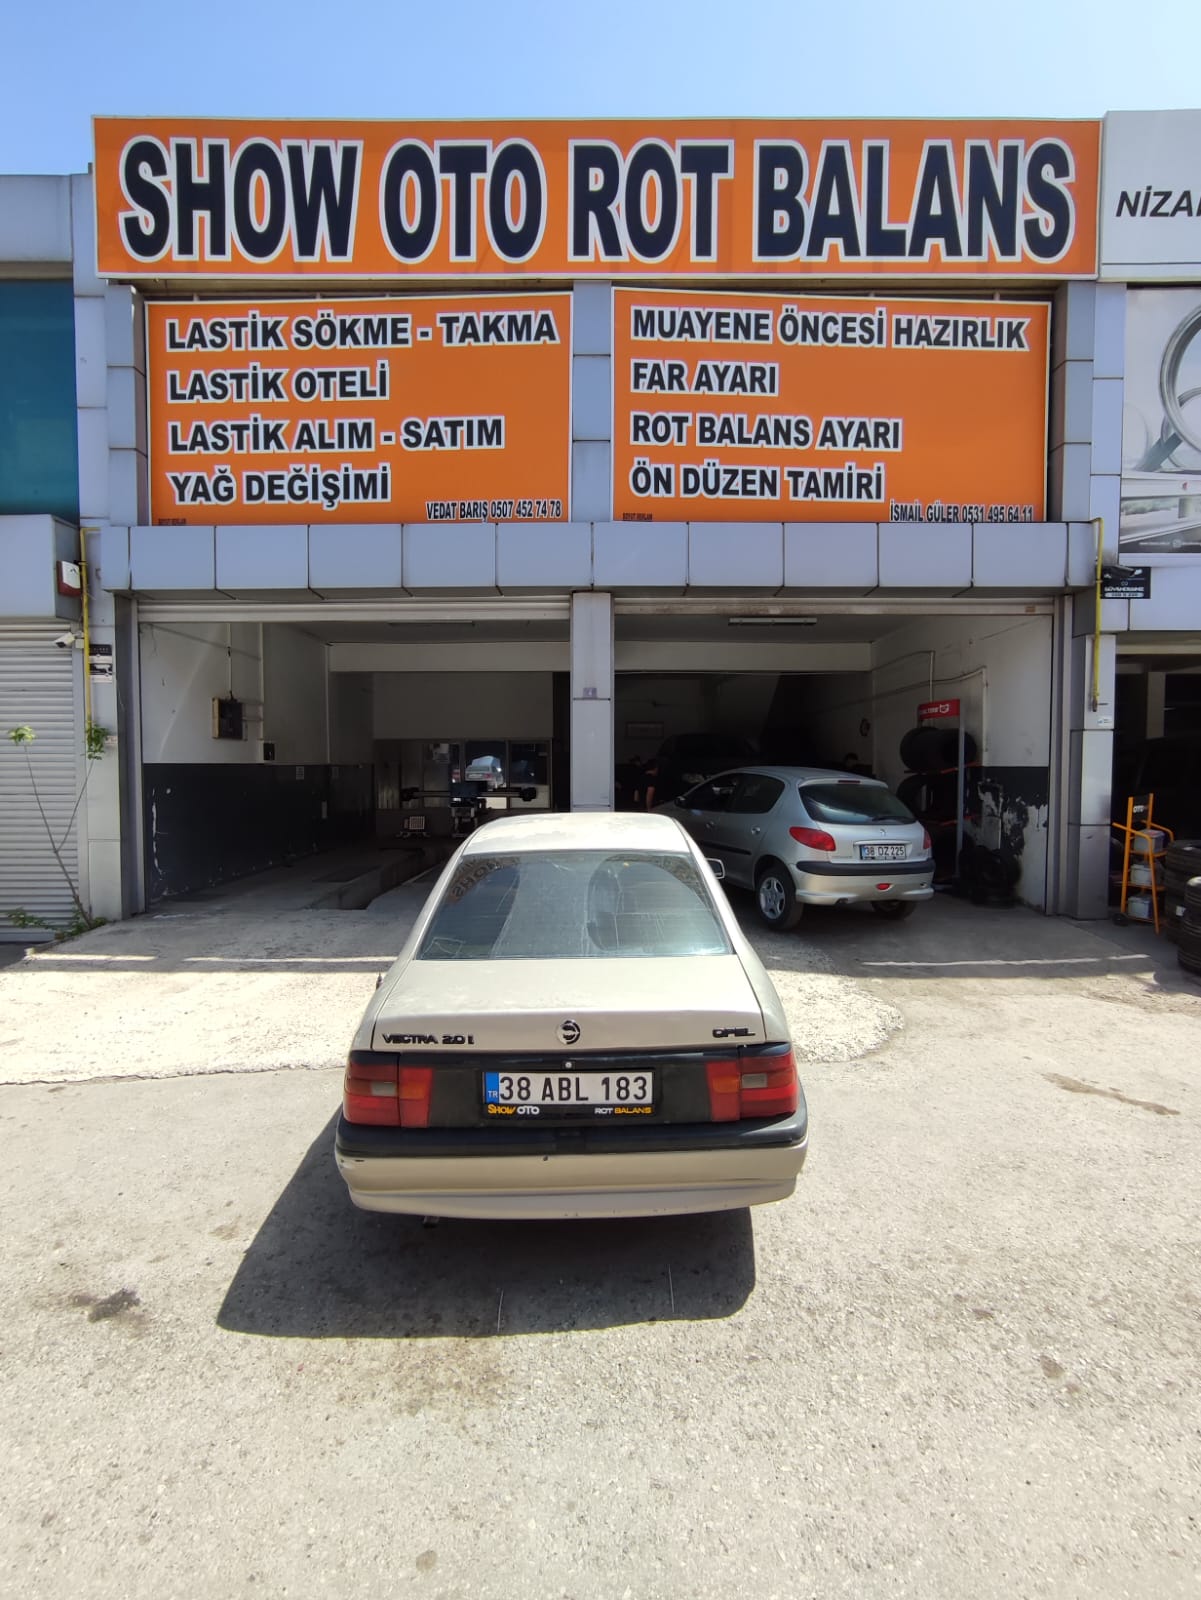 SHOW OTO ROT BALANS
NİZA
LASTİK SÖKME - TAKMA
LASTİK OTELİ
LASTİK ALIM - SATIM
YAĞ DEĞİŞİMİ
VEDAT BARIŞ 0507 452 74 78
MUAYENE ÖNCESİ HAZIRLIK
FAR AYARI
ROT BALANS AYARI
ÖN DÜZEN TAMİRİ
İSMAİL GÜLER 0531 495 64 11
38 DZ 225
VECTRA 2.0 i
OPEL
TR 38 ABL 183
SHOW OTO ROT BALANS